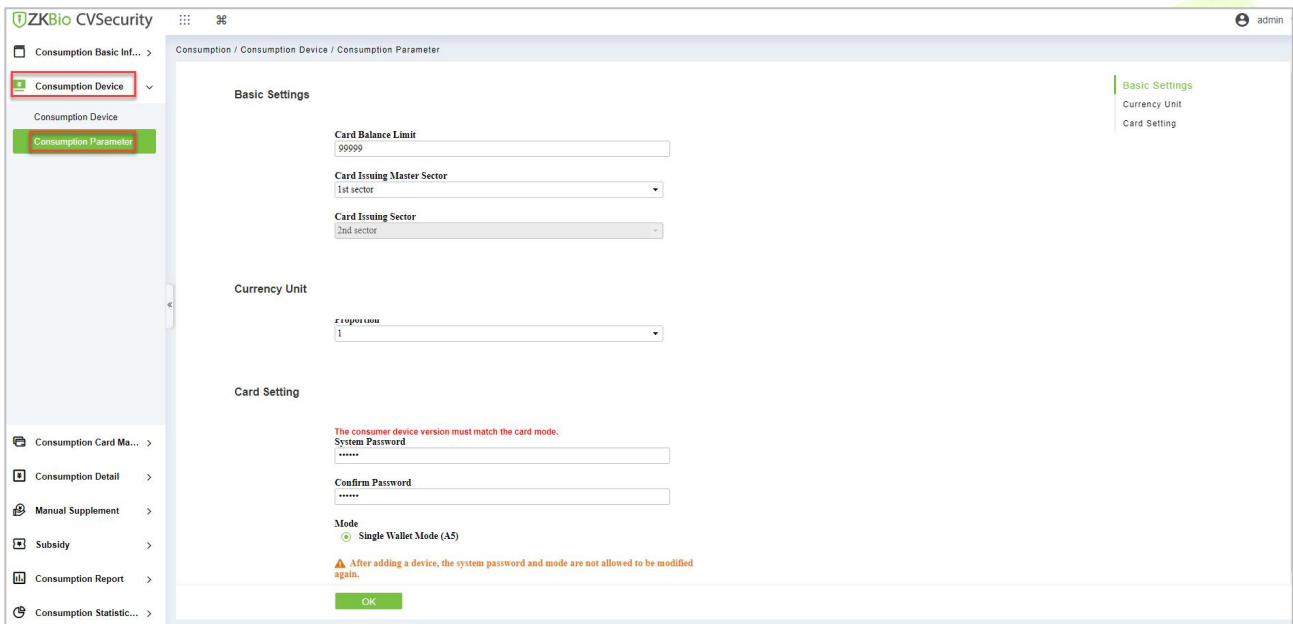 ZKBio CVSecurity
admin
Consumption Basic Inf...
Consumption Device
Consumption Device
Consumption Parameter
Consumption Card Ma...
Consumption Detail
Manual Supplement
Subsidy
Consumption Report
Consumption Statistic...
Consumption / Consumption Device / Consumption Parameter
Basic Settings
Card Balance Limit
99999
Card Issuing Master Sector
1st sector
Card Issuing Sector
2nd sector
Currency Unit
Proportion
1
Card Setting
The consumer device version must match the card mode.
System Password
••••••
Confirm Password
••••••
Mode
Single Wallet Mode (A5)
After adding a device, the system password and mode are not allowed to be modified
again.
OK
Basic Settings
Currency Unit
Card Setting